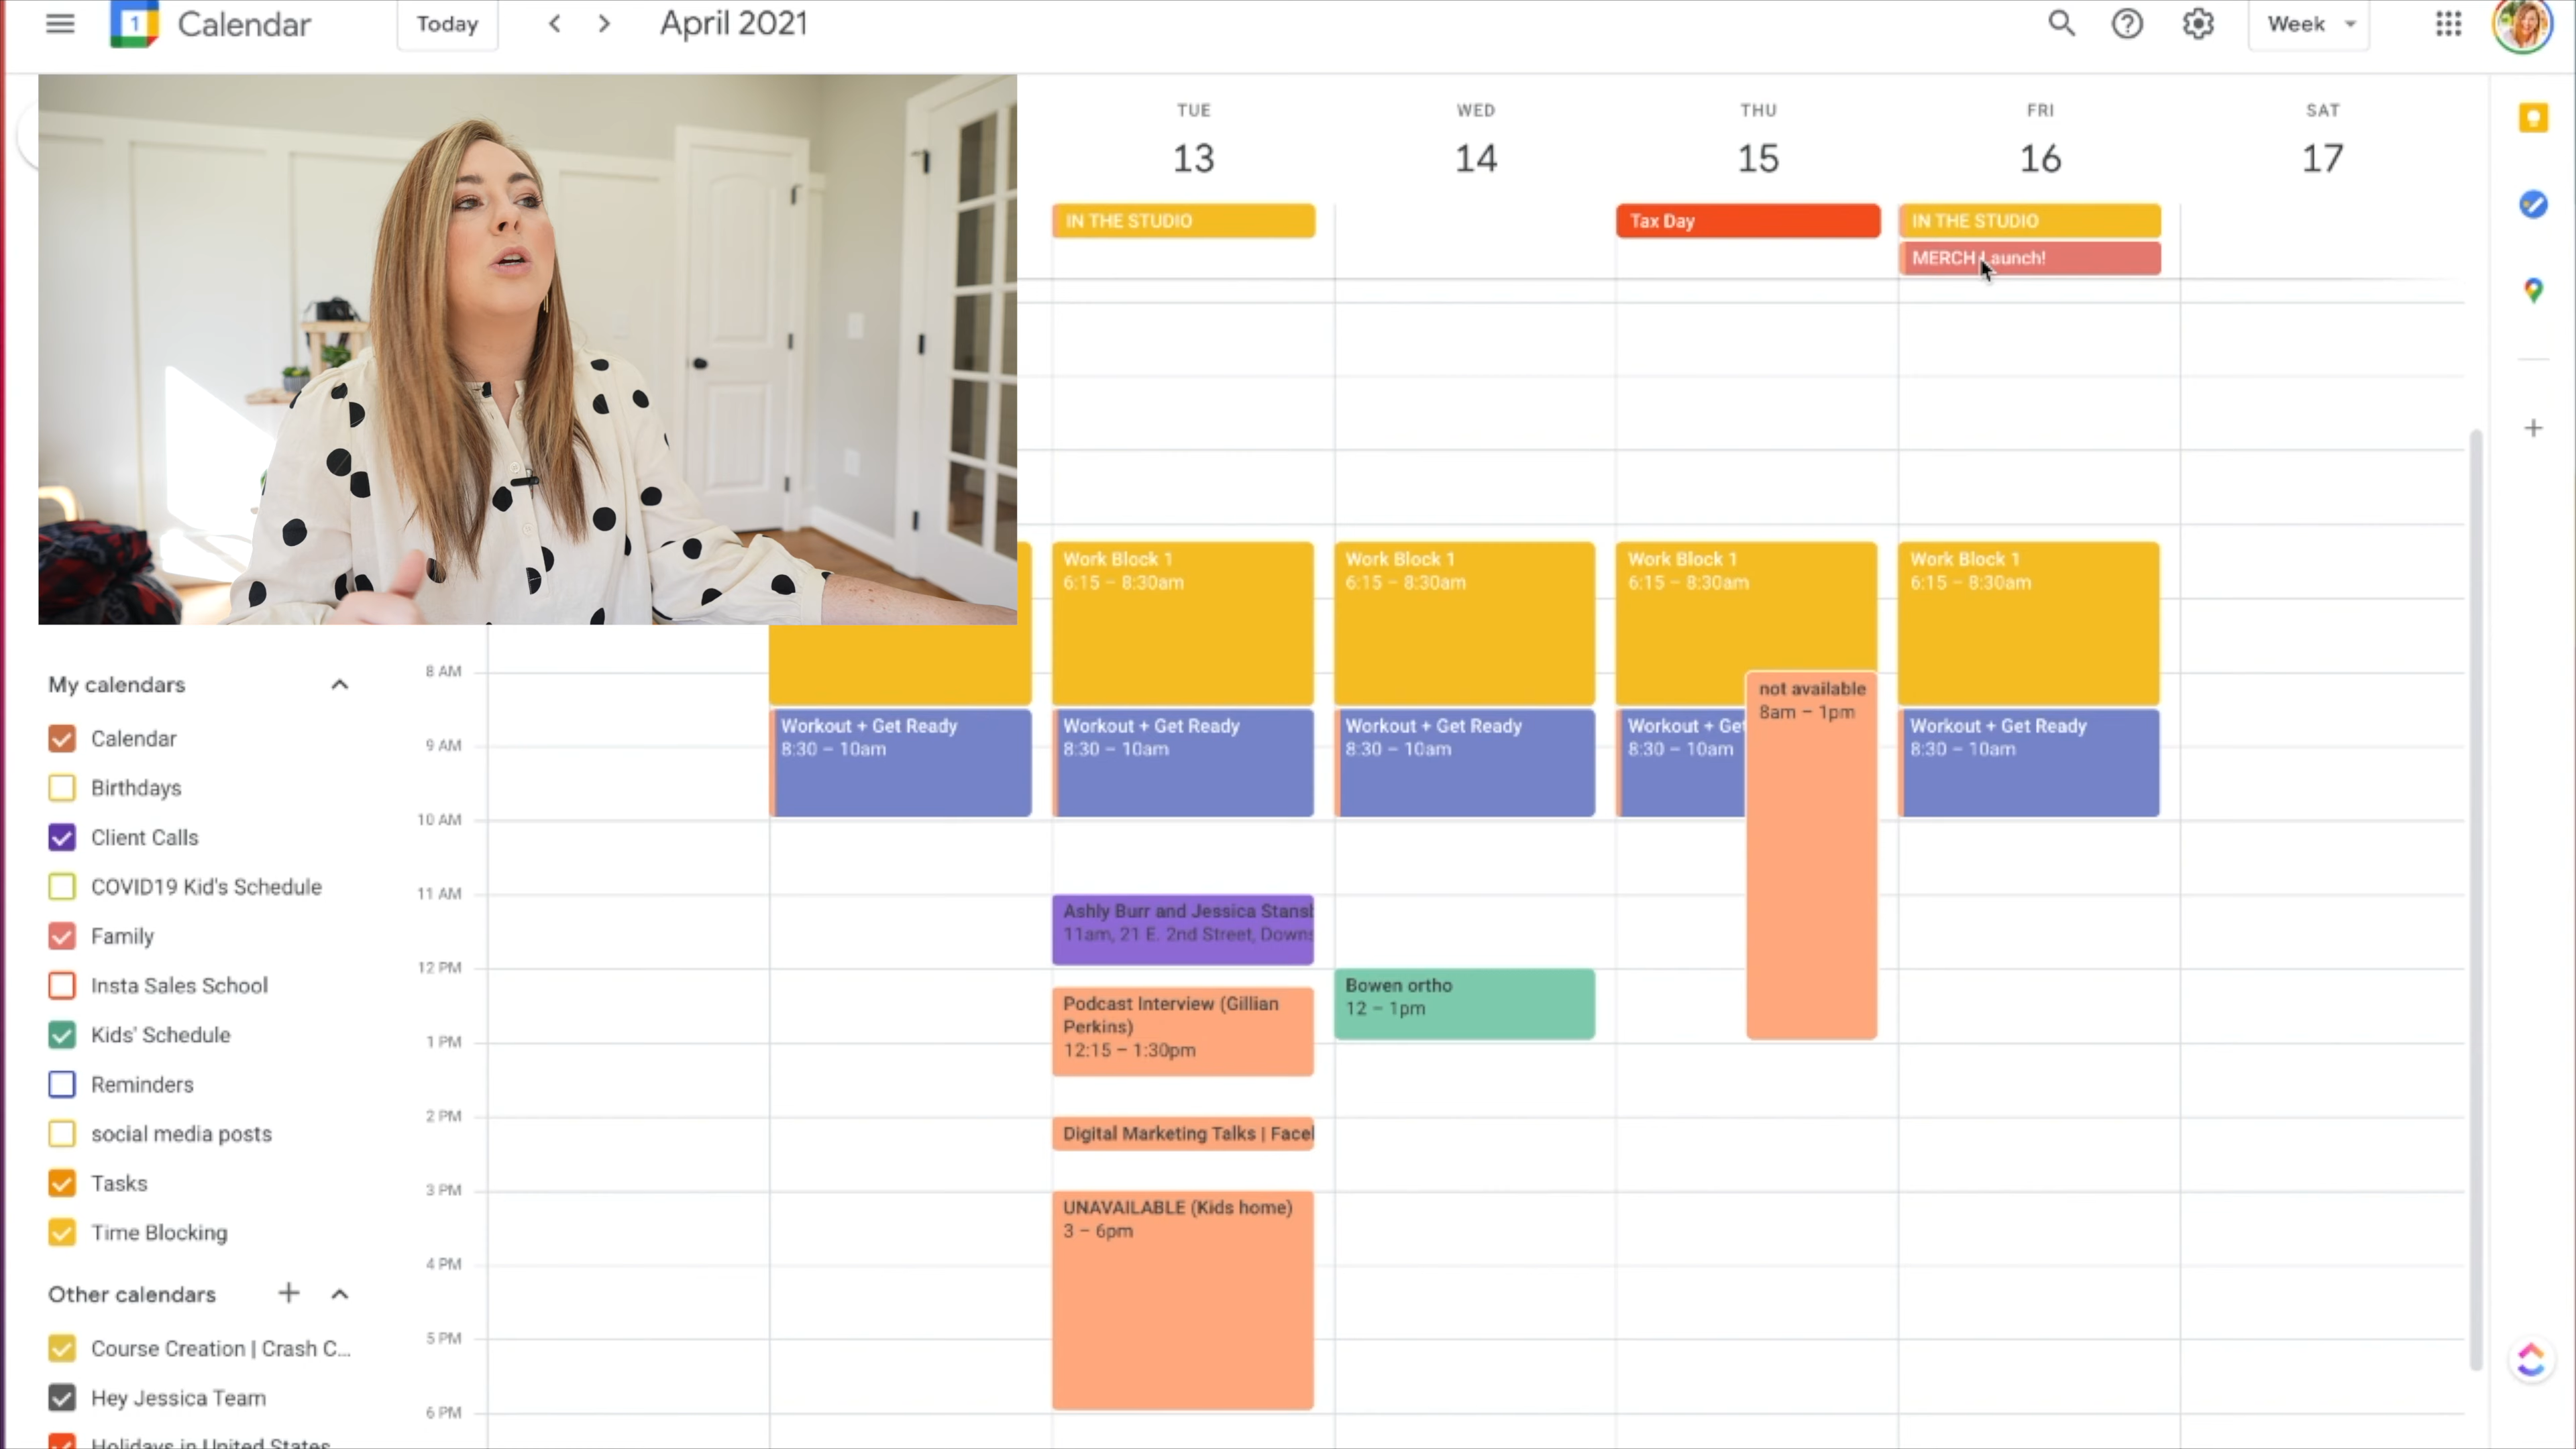 1
Calendar
Today
April 2021
Week
TUE
13
WED
14
THU
15
FRI
16
SAT
17
IN THE STUDIO
Tax Day
IN THE STUDIO
MERCH Launch!
Work Block 1
6:15 – 8:30am
Work Block 1
6:15 – 8:30am
Work Block 1
6:15 – 8:30am
Work Block 1
6:15 – 8:30am
8 AM
9 AM
10 AM
11 AM
12 PM
1 PM
2 PM
3 PM
4 PM
5 PM
6 PM
Workout + Get Ready
8:30 – 10am
Workout + Get Ready
8:30 – 10am
Workout + Get Ready
8:30 – 10am
Workout + Get
8:30 – 10am
not available
8am – 1pm
Workout + Get Ready
8:30 – 10am
Ashly Burr and Jessica Stansb
11am, 21 E. 2nd Street, Downs
Podcast Interview (Gillian
Perkins)
12:15 – 1:30pm
Digital Marketing Talks | Faceb
UNAVAILABLE (Kids home)
3 – 6pm
Bowen ortho
12 – 1pm
My calendars
Calendar
Birthdays
Client Calls
COVID19 Kid's Schedule
Family
Insta Sales School
Kids' Schedule
Reminders
social media posts
Tasks
Time Blocking
Other calendars
Course Creation | Crash C...
Hey Jessica Team
Holidays in United States